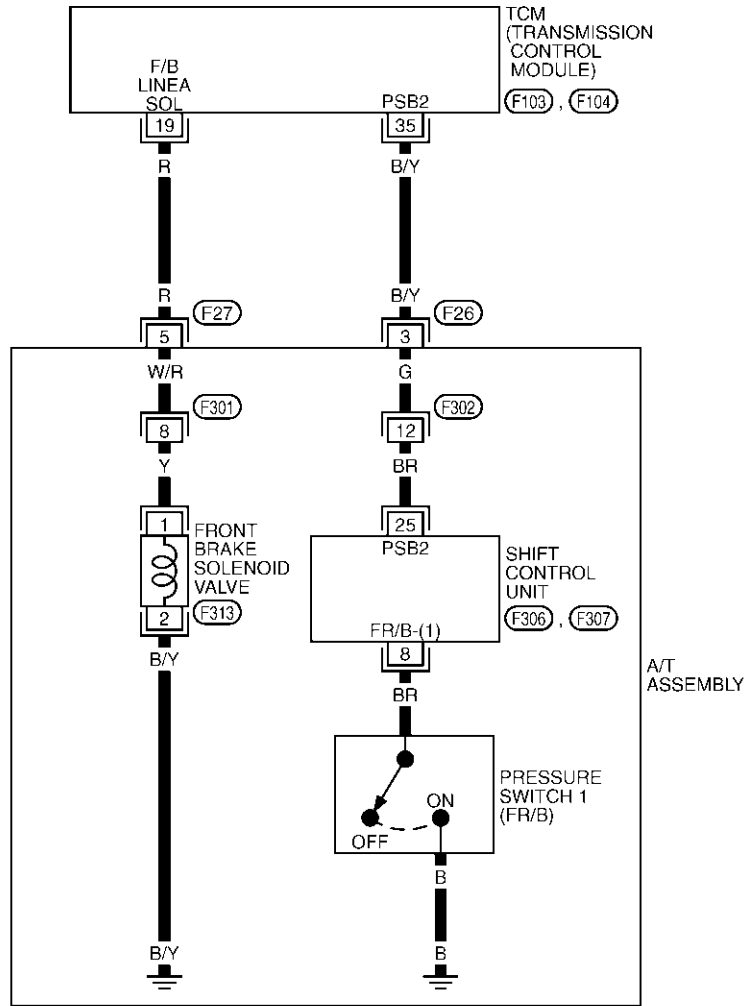 TCM
(TRANSMISSION
CONTROL
MODULE)
F/B
LINEA
SOL
PSB2
F103 , F104
19
35
R
B/Y
R
B/Y
F27
F26
5
3
W/R
G
F301
F302
8
12
Y
BR
1
25
FRONT
BRAKE
SOLENOID
VALVE
PSB2
SHIFT
CONTROL
UNIT
2
F313
F306 , F307
FR/B-(1)
B/Y
8
A/T
ASSEMBLY
BR
PRESSURE
SWITCH 1
(FR/B)
ON
OFF
B
B/Y
B